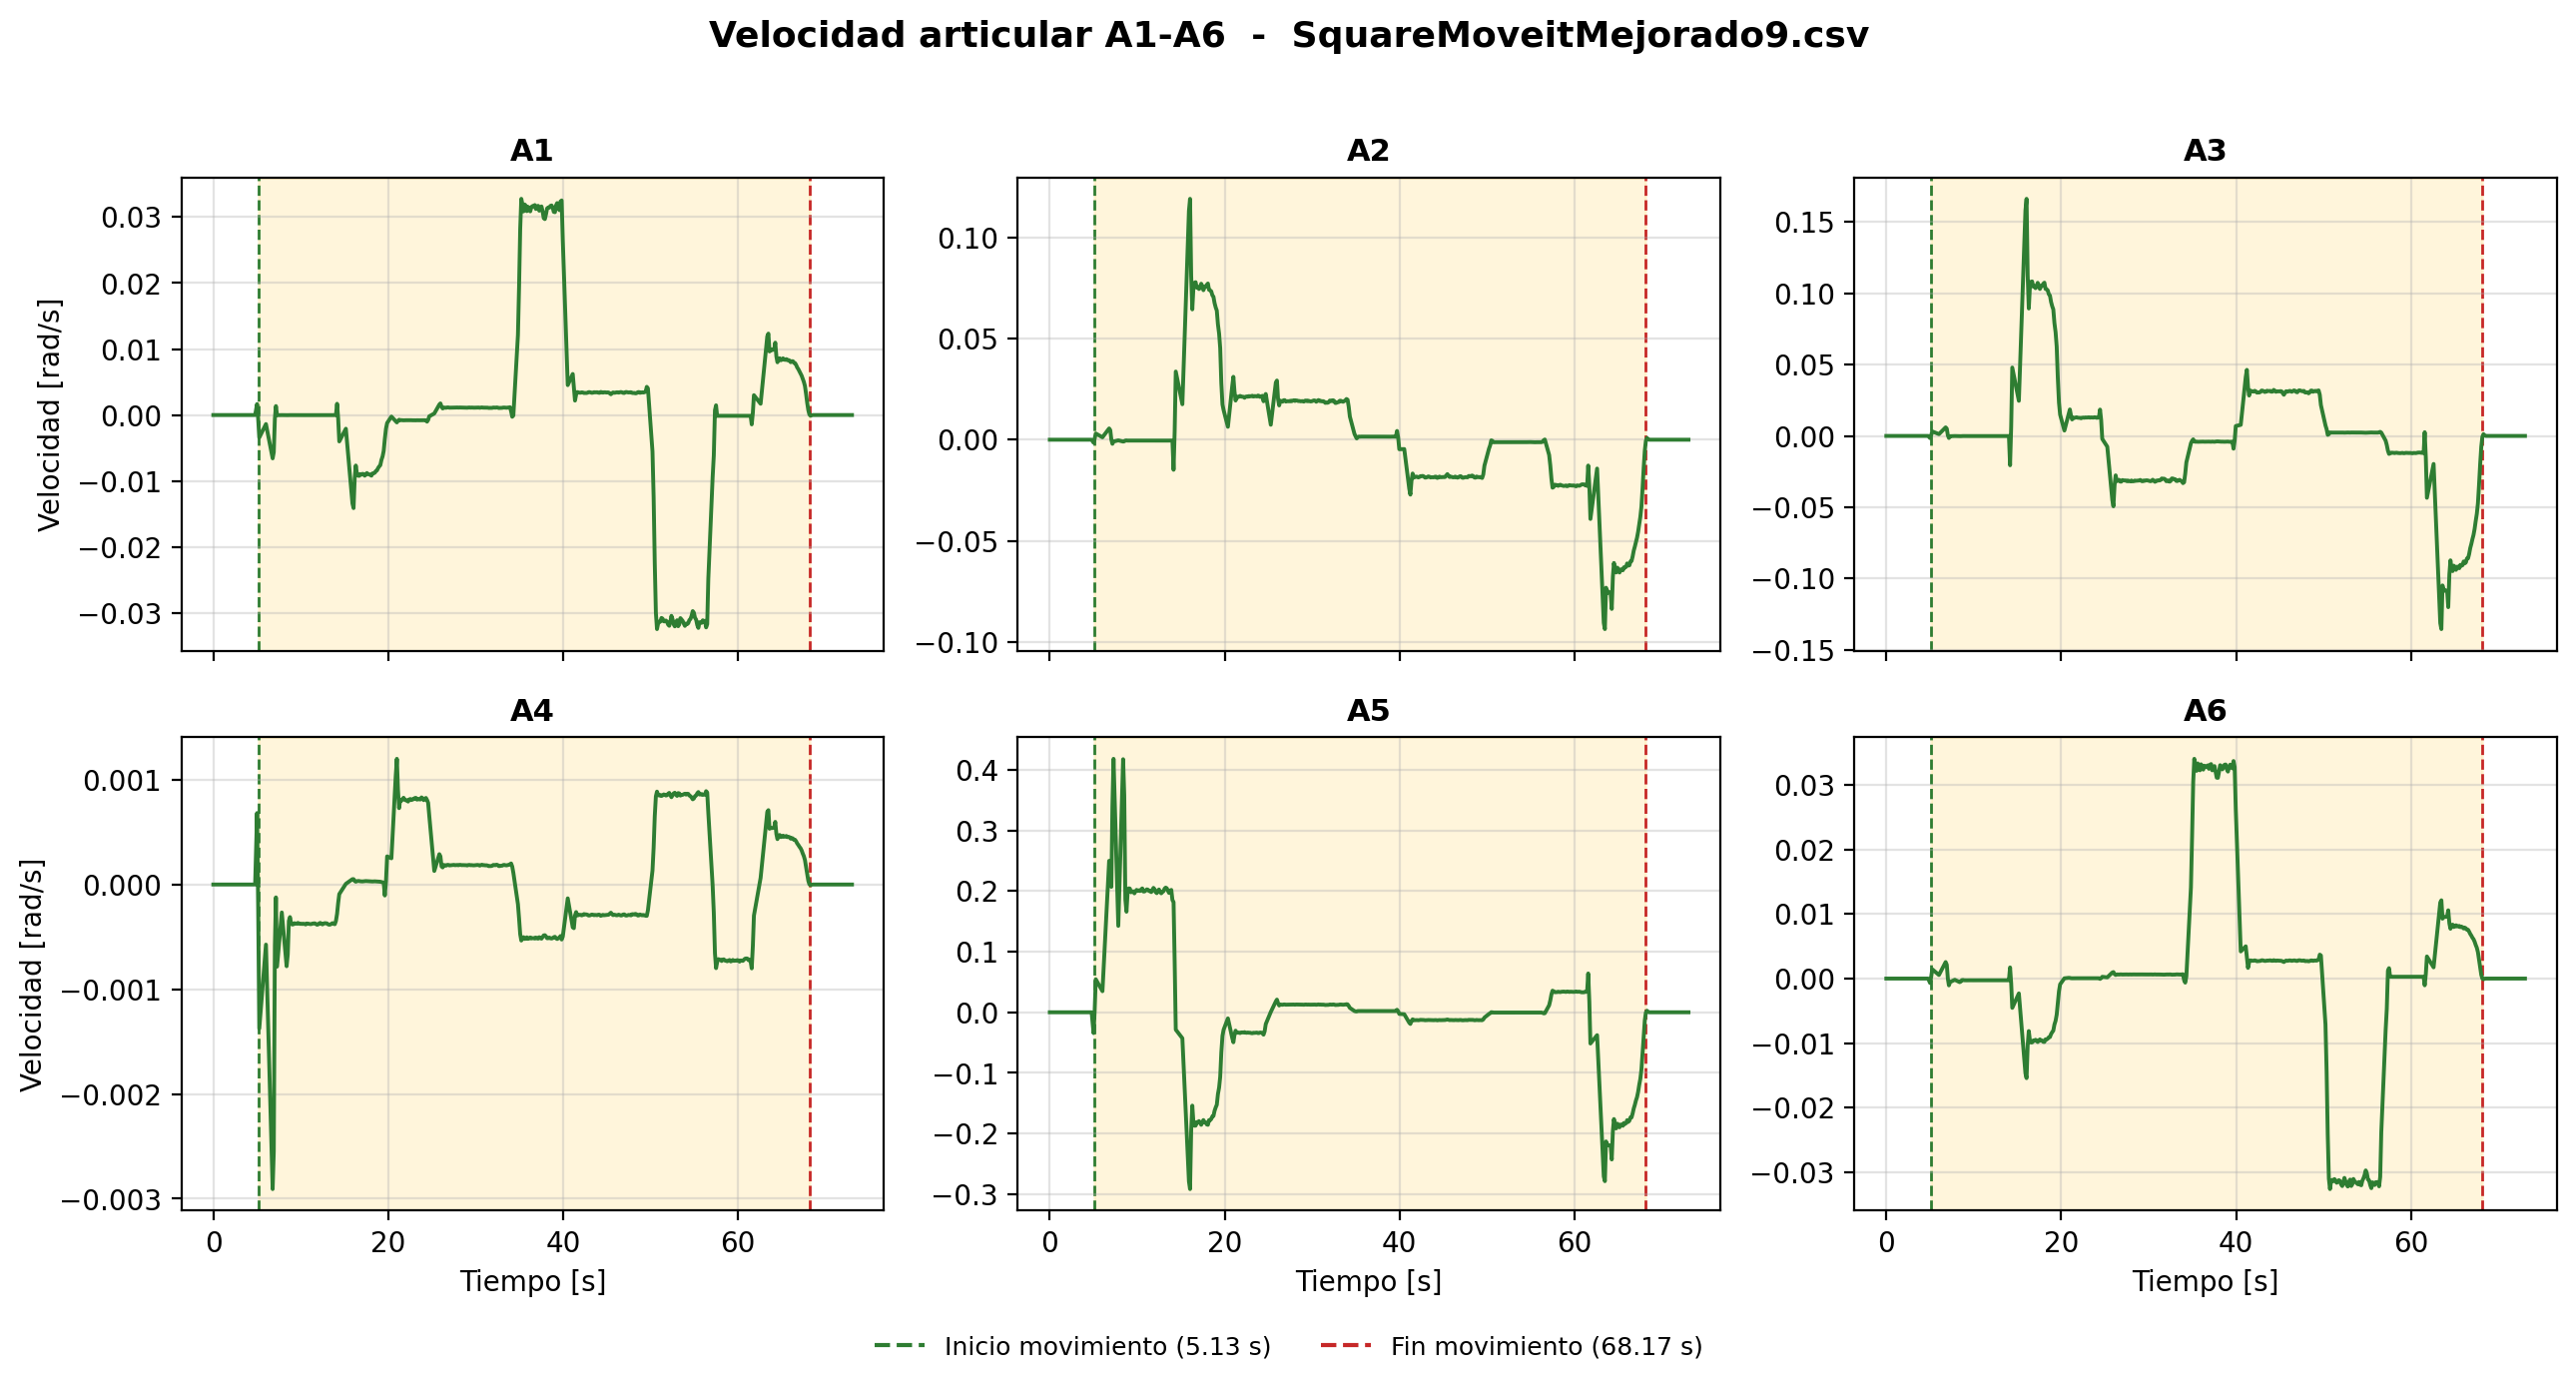 Velocidad articular A1-A6  -  SquareMoveitMejorado9.csv
A1
A2
A3
Velocidad [rad/s]
0.03
0.02
0.01
0.00
−0.01
−0.02
−0.03
0.10
0.05
0.00
−0.05
−0.10
0.15
0.10
0.05
0.00
−0.05
−0.10
−0.15
A4
A5
A6
Velocidad [rad/s]
0.001
0.000
−0.001
−0.002
−0.003
0.4
0.3
0.2
0.1
0.0
−0.1
−0.2
−0.3
0.03
0.02
0.01
0.00
−0.01
−0.02
−0.03
0 20 40 60
0 20 40 60
0 20 40 60
Tiempo [s]
Tiempo [s]
Tiempo [s]
Inicio movimiento (5.13 s)
Fin movimiento (68.17 s)